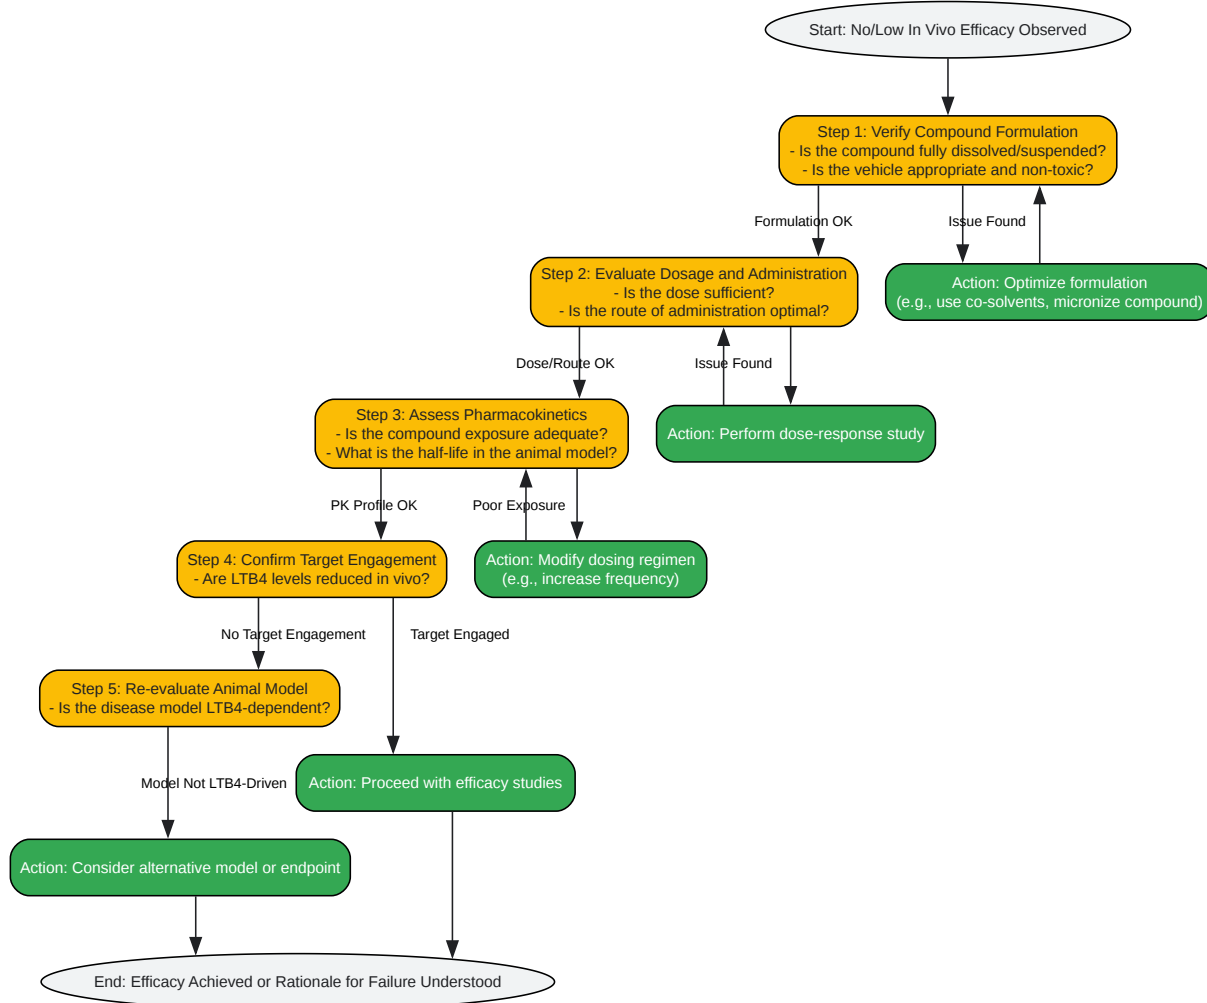 Start: No/Low In Vivo Efficacy Observed
Step 1: Verify Compound Formulation
- Is the compound fully dissolved/suspended?
- Is the vehicle appropriate and non-toxic?
Formulation OK
Issue Found
Action: Optimize formulation
(e.g., use co-solvents, micronize compound)
Step 2: Evaluate Dosage and Administration
- Is the dose sufficient?
- Is the route of administration optimal?
Dose/Route OK
Issue Found
Action: Perform dose-response study
Step 3: Assess Pharmacokinetics
- Is the compound exposure adequate?
- What is the half-life in the animal model?
PK Profile OK
Poor Exposure
Action: Modify dosing regimen
(e.g., increase frequency)
Step 4: Confirm Target Engagement
- Are LTB4 levels reduced in vivo?
No Target Engagement
Target Engaged
Step 5: Re-evaluate Animal Model
- Is the disease model LTB4-dependent?
Model Not LTB4-Driven
Action: Proceed with efficacy studies
Action: Consider alternative model or endpoint
End: Efficacy Achieved or Rationale for Failure Understood